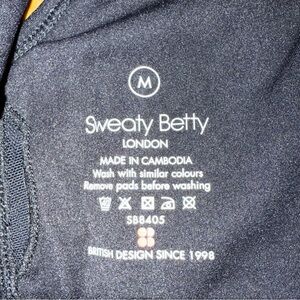 M
Sweaty Betty
LONDON
MADE IN CAMBODIA
Wash with similar colours
Remove pads before washing
SB8405
BRITISH DESIGN SINCE 1998